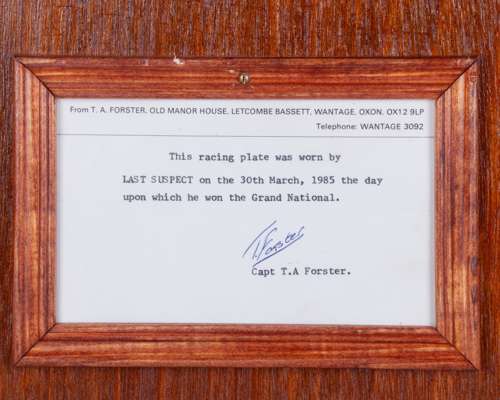 From T. A. FORSTER, OLD MANOR HOUSE, LETCOMBE BASSETT, WANTAGE, OXON. OX12 9LP
Telephone: WANTAGE 3092
This racing plate was worn by
LAST SUSPECT on the 30th March, 1985 the day
upon which he won the Grand National.
T. Forster
Capt T.A Forster.